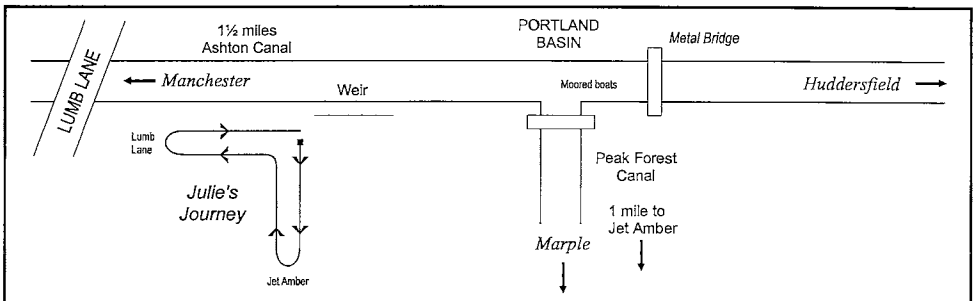 1½ miles
Ashton Canal
PORTLAND
BASIN
Metal Bridge
LUMB LANE
Manchester
Moored boats
Huddersfield
Weir
Lumb
Lane
Julie's
Journey
Jet Amber
Peak Forest
Canal
1 mile to
Jet Amber
Marple